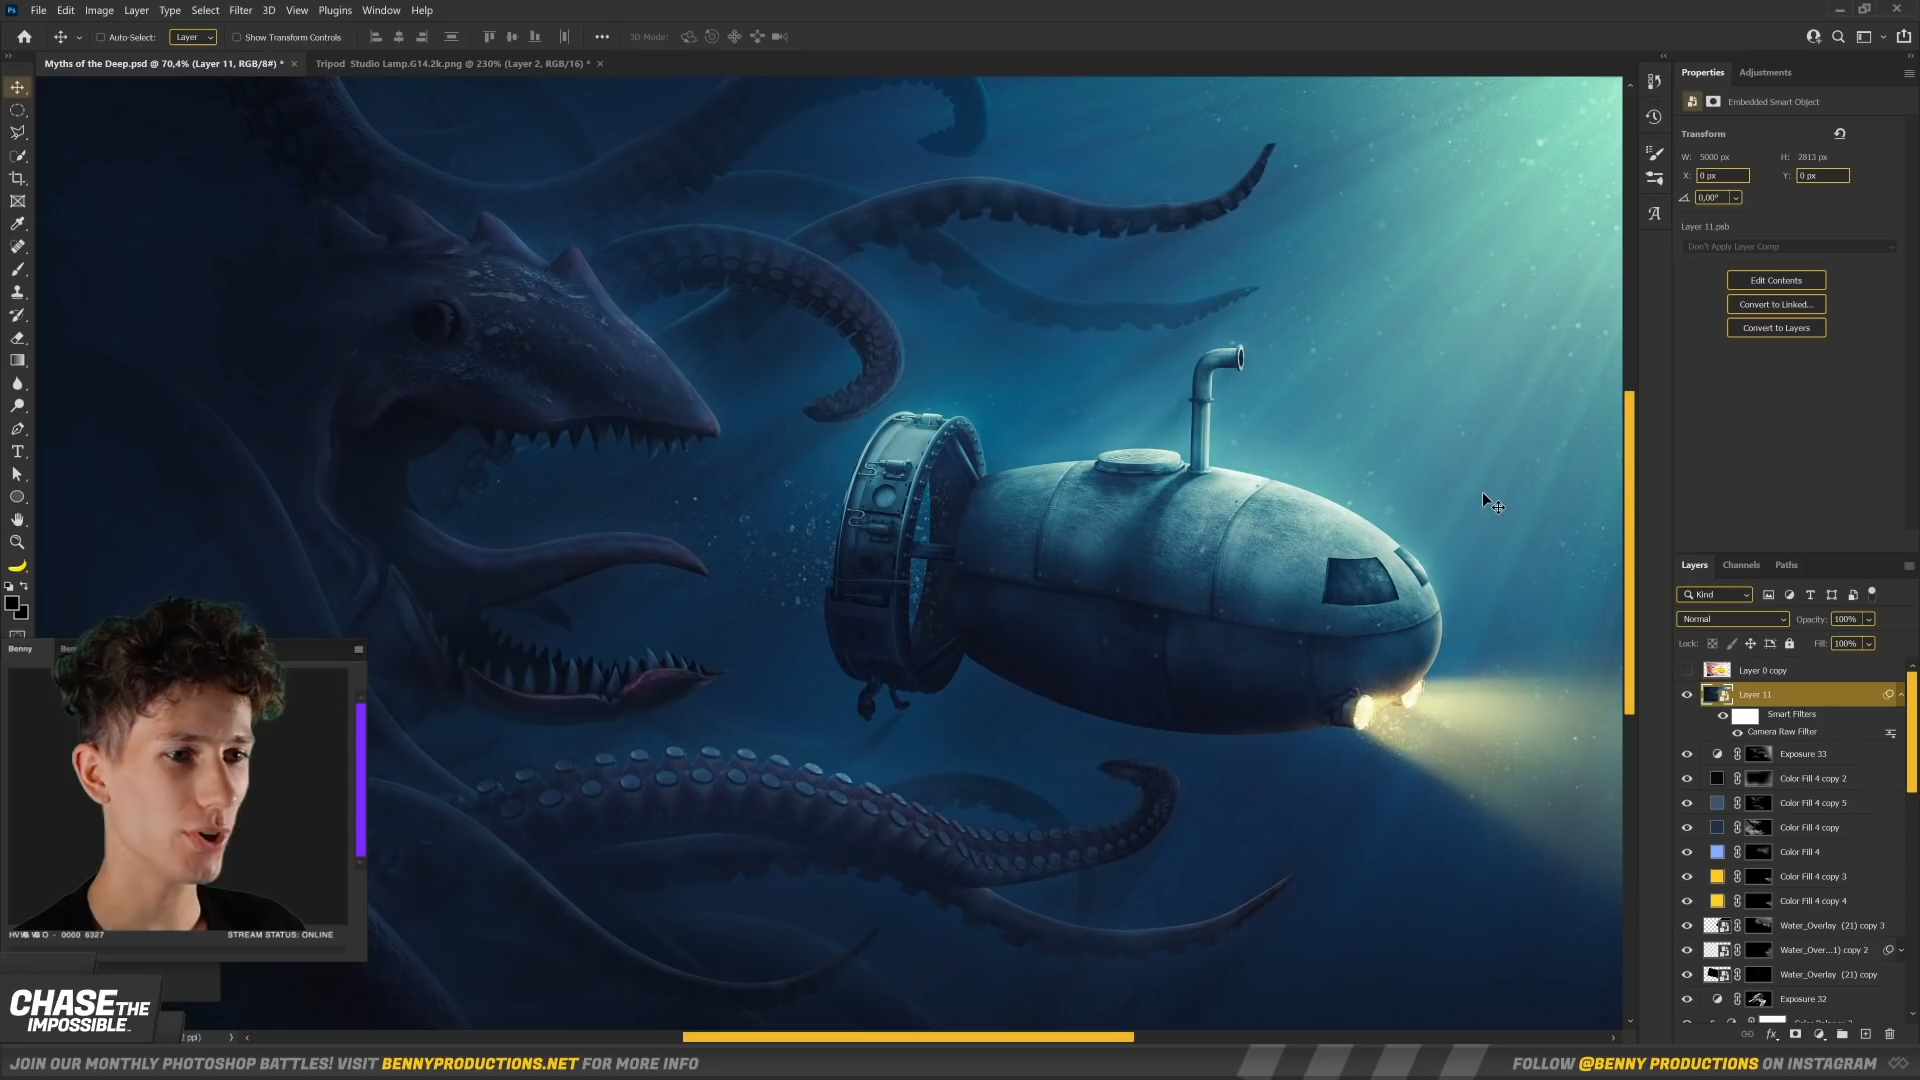 Ps File Edit Image Layer Type Select Filter 3D View Plugins Window Help
Auto-Select: Layer Show Transform Controls 3D Mode:
Myths of the Deep.psd @ 70,4% (Layer 11, RGB/8#) * Tripod Studio Lamp.G14.2k.png @ 230% (Layer 2, RGB/16) *
Properties Adjustments
Embedded Smart Object
Transform
W: 5000 px H: 2813 px
X: 0 px Y: 0 px
0,00°
Layer 11.psb
Don't Apply Layer Comp
Edit Contents
Convert to Linked...
Convert to Layers
Layers Channels Paths
Kind
Normal Opacity: 100%
Lock: Fill: 100%
Layer 0 copy
Layer 11
Smart Filters
Camera Raw Filter
Exposure 33
Color Fill 4 copy 2
Color Fill 4 copy 5
Color Fill 4 copy
Color Fill 4
Color Fill 4 copy 3
Color Fill 4 copy 4
Water_Overlay (21) copy 3
Water_Over...1) copy 2
Water_Overlay (21) copy
Exposure 32
Benny
STREAM STATUS: ONLINE
CHASE THE
IMPOSSIBLE.
JOIN OUR MONTHLY PHOTOSHOP BATTLES! VISIT BENNYPRODUCTIONS.NET FOR MORE INFO
FOLLOW @BENNY PRODUCTIONS ON INSTAGRAM